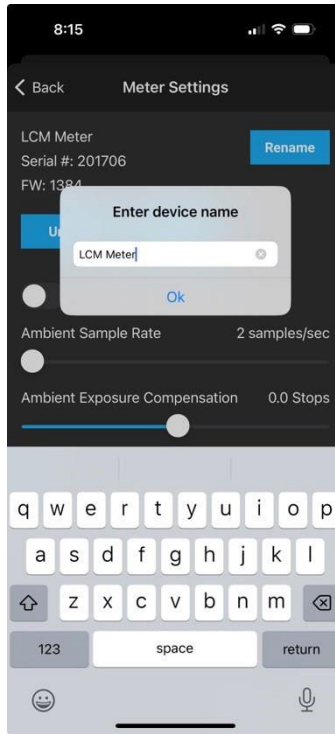 8:15
Back Meter Settings
LCM Meter
Rename
Serial #: 201706
FW: 1384
Enter device name
LCM Meter
Ok
Ambient Sample Rate 2 samples/sec
Ambient Exposure Compensation 0.0 Stops
q w e r t y u i o p
a s d f g h j k l
z x c v b n m
123 space return